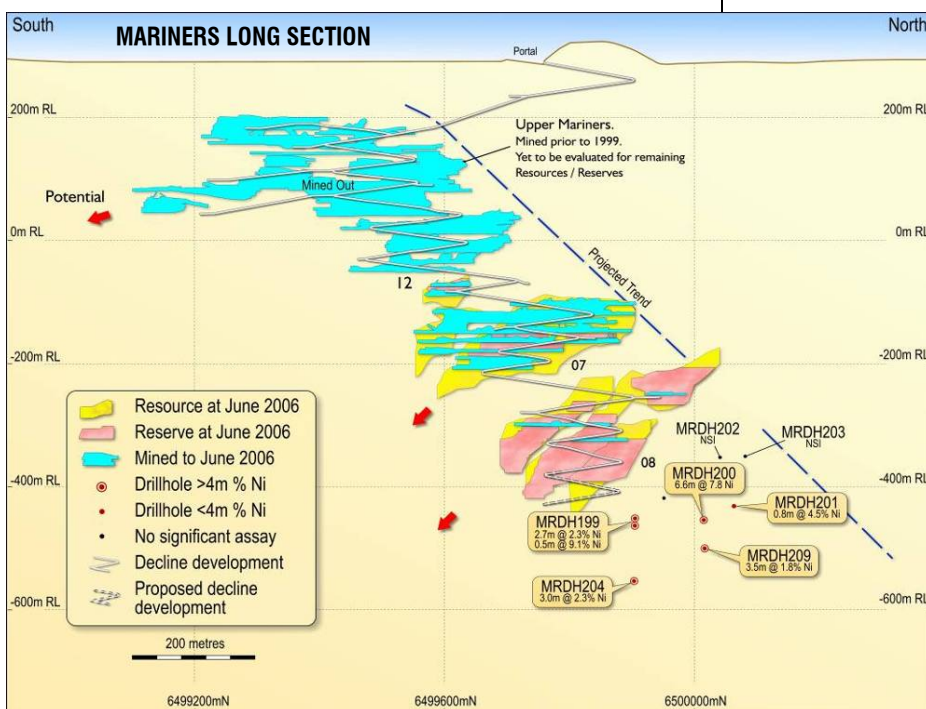 South
North
MARINERS LONG SECTION
Portal
200m RL
200m RL
Upper Mariners.
Mined prior to 1999.
Yet to be evaluated for remaining
Resources / Reserves
Mined Out
Potential
0m RL
0m RL
Projected Trend
12
-200m RL
-200m RL
07
Resource at June 2006
Reserve at June 2006
Mined to June 2006
Drillhole >4m % Ni
Drillhole <4m % Ni
No significant assay
Decline development
Proposed decline
development
MRDH202
NSI
MRDH203
NSI
08
MRDH200
6.6m @ 7.8 Ni
-400m RL
-400m RL
MRDH201
0.8m @ 4.5% Ni
MRDH199
2.7m @ 2.3% Ni
0.5m @ 9.1% Ni
MRDH209
3.5m @ 1.8% Ni
MRDH204
3.0m @ 2.3% Ni
-600m RL
-600m RL
200 metres
6499200mN
6499600mN
6500000mN